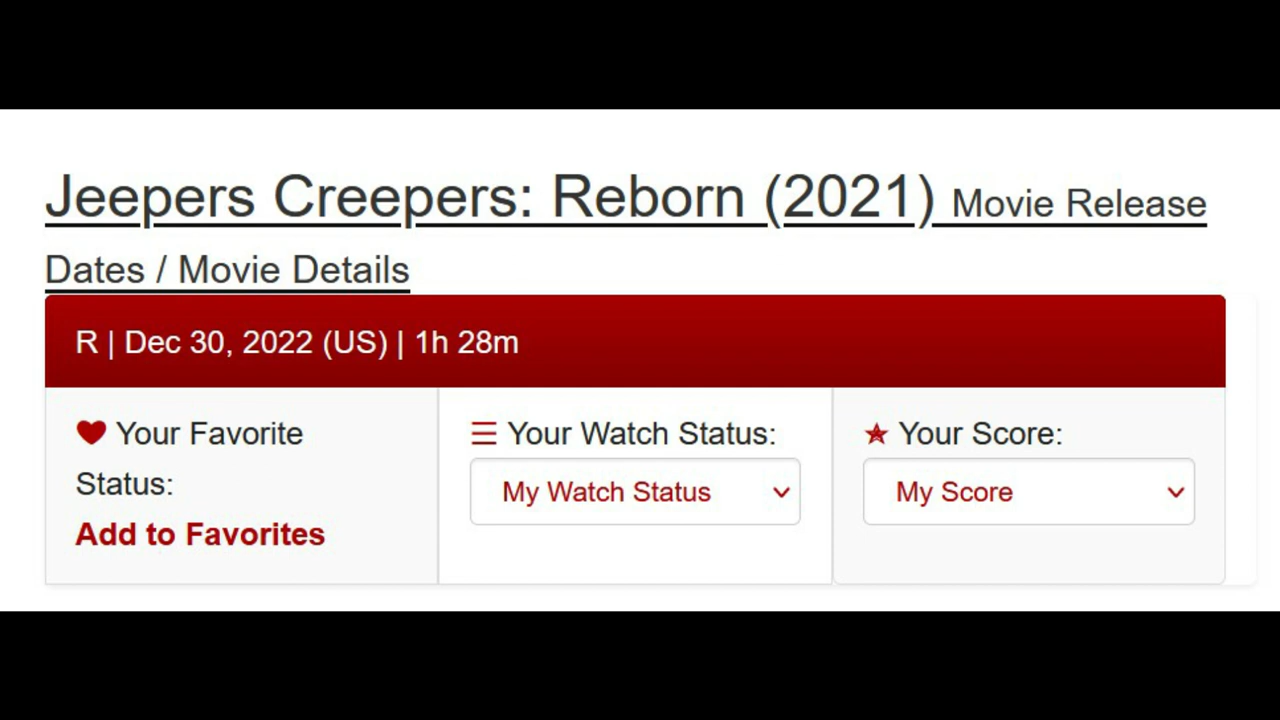 Jeepers Creepers: Reborn (2021) Movie Release
Dates / Movie Details
R | Dec 30, 2022 (US) | 1h 28m
Your Favorite
Status:
Add to Favorites
Your Watch Status:
My Watch Status
Your Score:
My Score